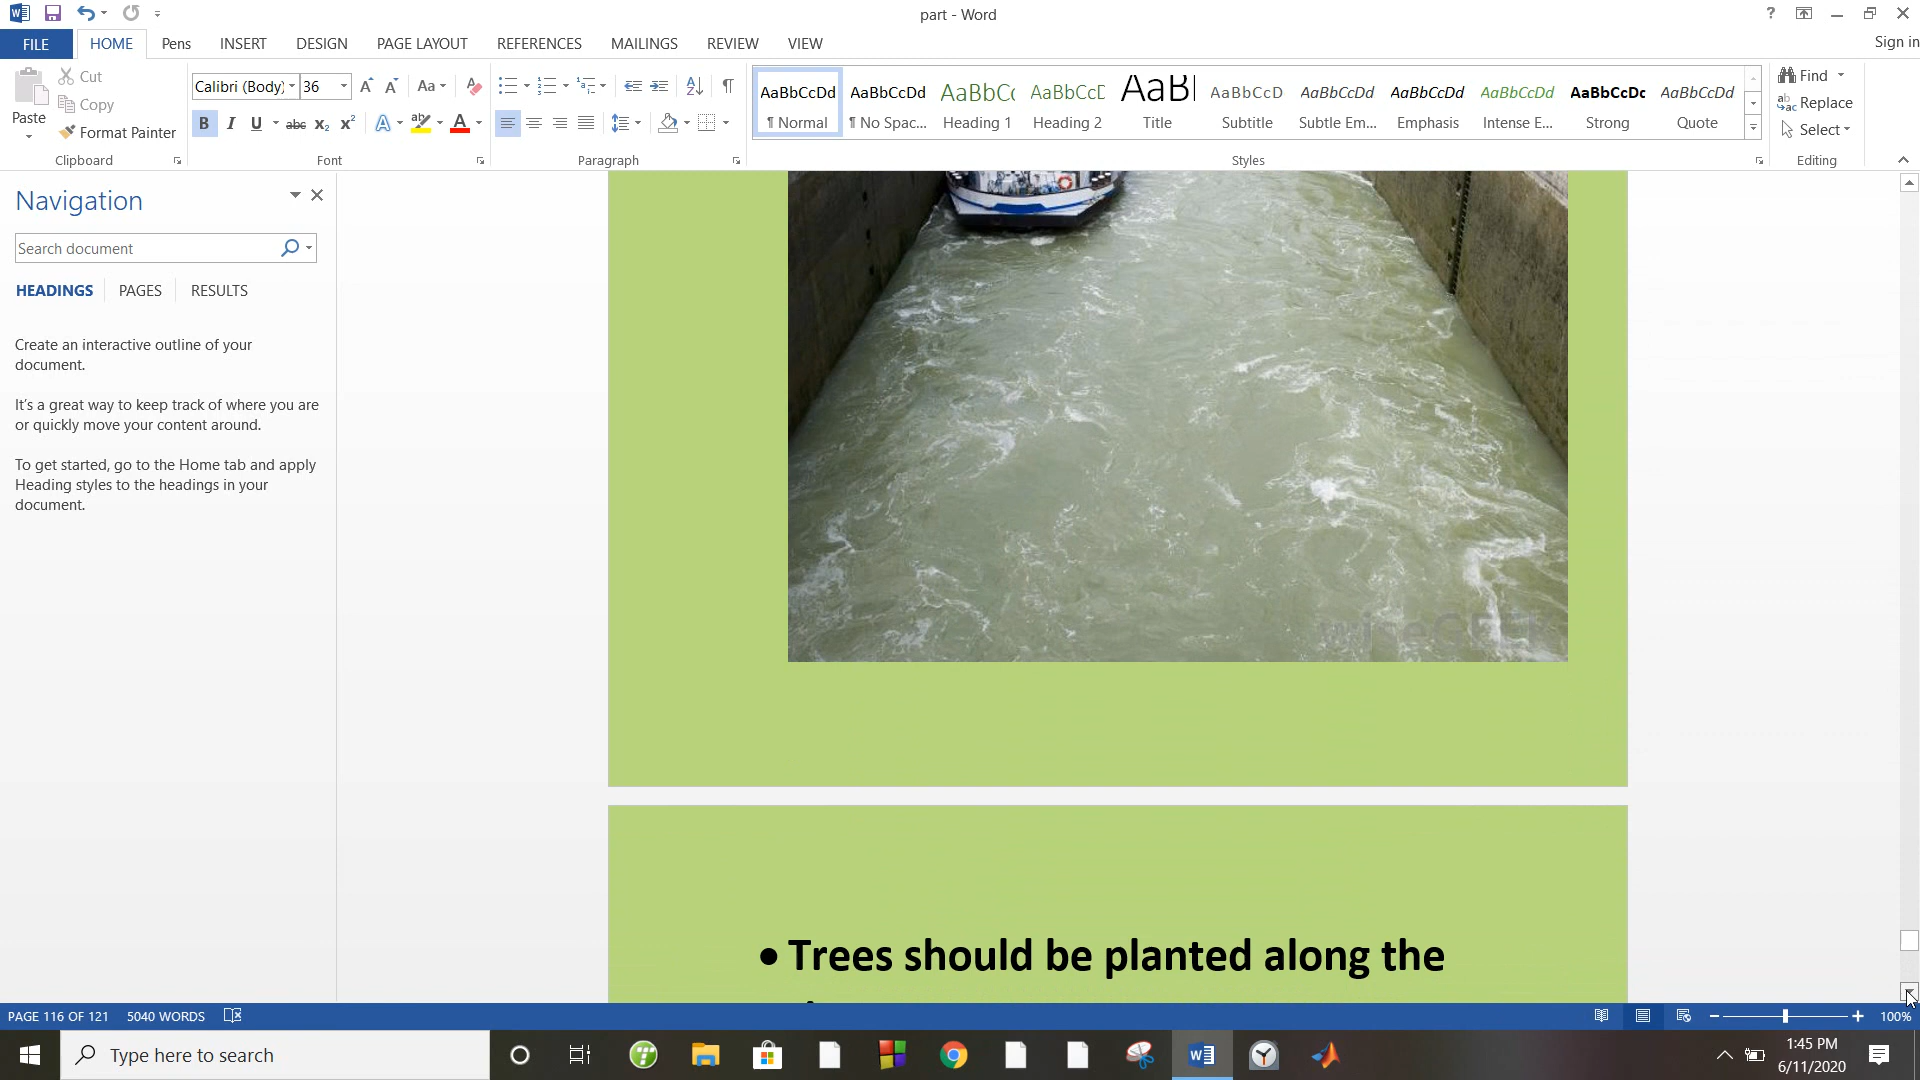 part - Word
?
Sign in
FILE HOME Pens INSERT DESIGN PAGE LAYOUT REFERENCES MAILINGS REVIEW VIEW
Paste
Cut
Copy
Format Painter
Clipboard
Calibri (Body) 36
Font
Paragraph
AaBbCcDd AaBbCcDd AaBbCc AaBbCcE AaBl AaBbCcD AaBbCcDd AaBbCcDd AaBbCcDd AaBbCcDc AaBbCcDd
¶ Normal ¶ No Spac... Heading 1 Heading 2 Title Subtitle Subtle Em... Emphasis Intense E... Strong Quote
Styles
Find
Replace
Select
Editing
Navigation
Search document
HEADINGS PAGES RESULTS
Create an interactive outline of your
document.
It's a great way to keep track of where you are
or quickly move your content around.
To get started, go to the Home tab and apply
Heading styles to the headings in your
document.
wiseGEEK
• Trees should be planted along the
PAGE 116 OF 121 5040 WORDS
100%
Type here to search
1:45 PM
6/11/2020